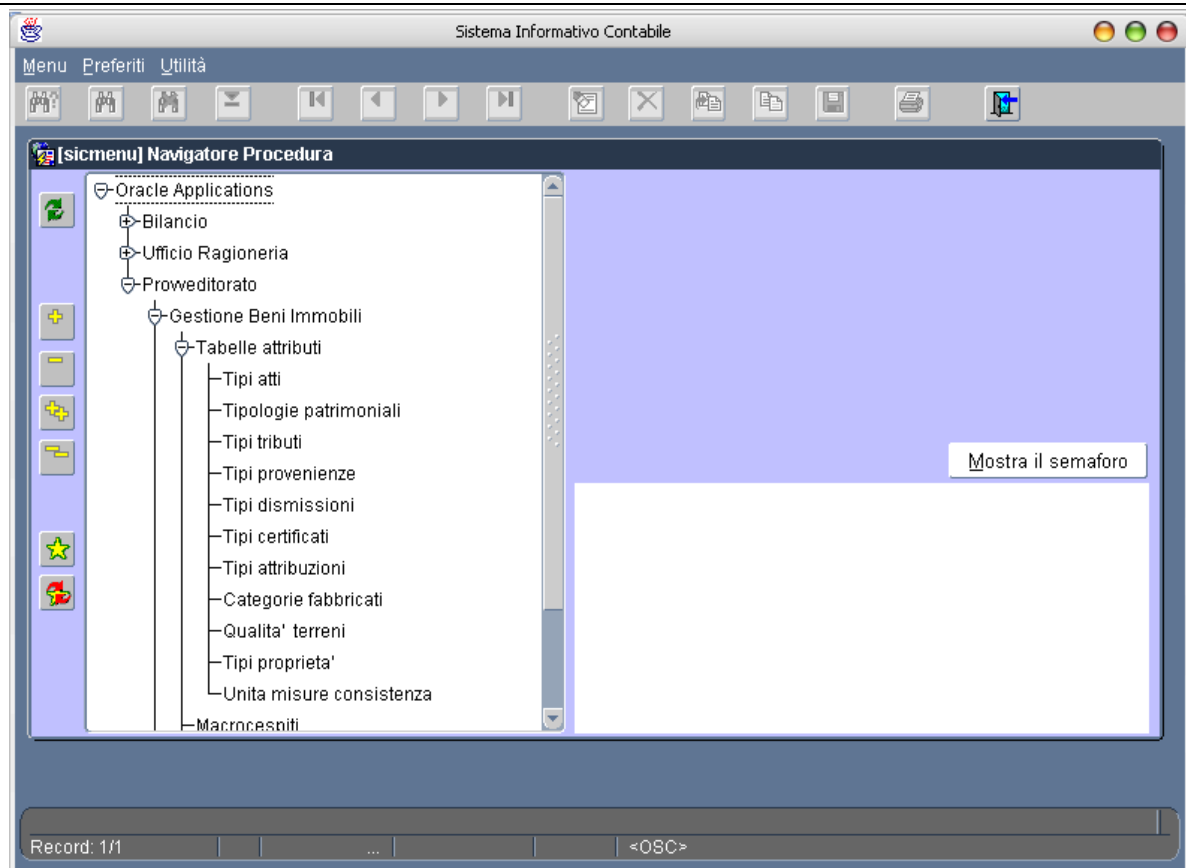 Sistema Informativo Contabile
Menu Preferiti Utilità
[sicmenu] Navigatore Procedura
Oracle Applications
Bilancio
Ufficio Ragioneria
Provveditorato
Gestione Beni Immobili
Tabelle attributi
Tipi atti
Tipologie patrimoniali
Tipi tributi
Tipi provenienze
Tipi dismissioni
Tipi certificati
Tipi attribuzioni
Categorie fabbricati
Qualita' terreni
Tipi proprieta'
Unita misure consistenza
Macrocespiti
Mostra il semaforo
Record: 1/1 ... <OSC>